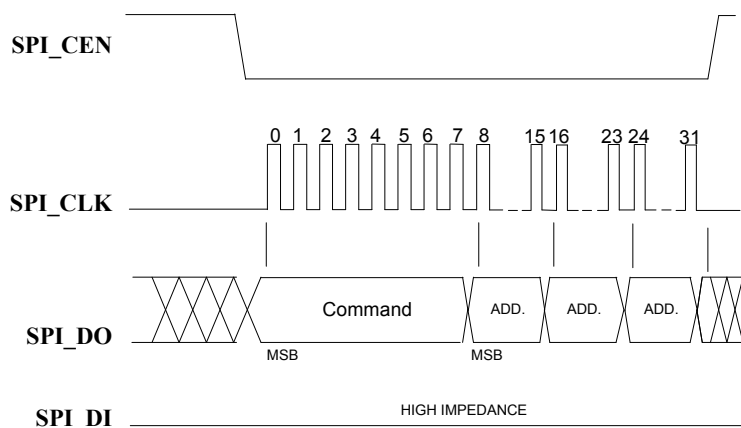 SPI_CEN
0 1 2 3 4 5 6 7 8 15 16 23 24 31
SPI_CLK
Command ADD. ADD. ADD.
SPI_DO
MSB MSB
HIGH IMPEDANCE
SPI_DI